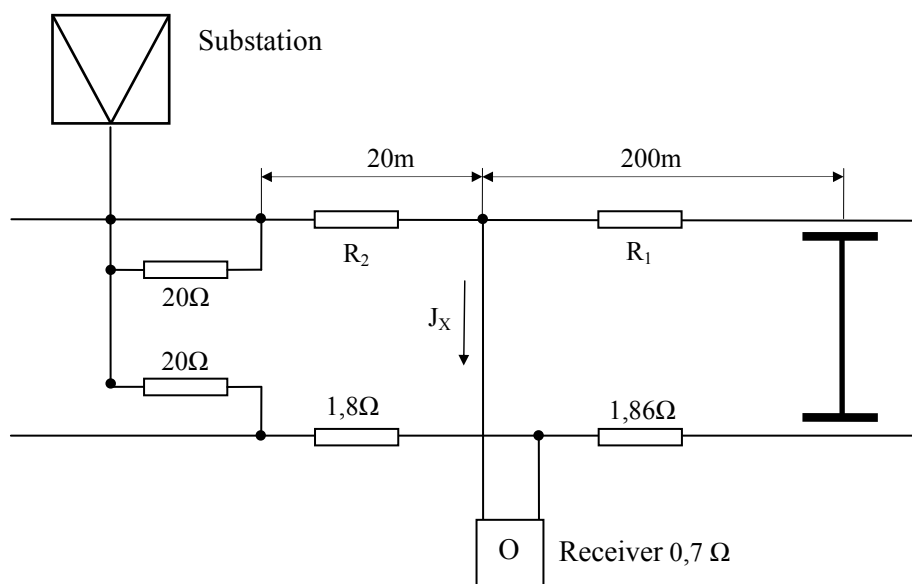 Substation
20m
200m
R2
R1
20Ω
JX
20Ω
1,8Ω
1,86Ω
O
Receiver 0,7 Ω